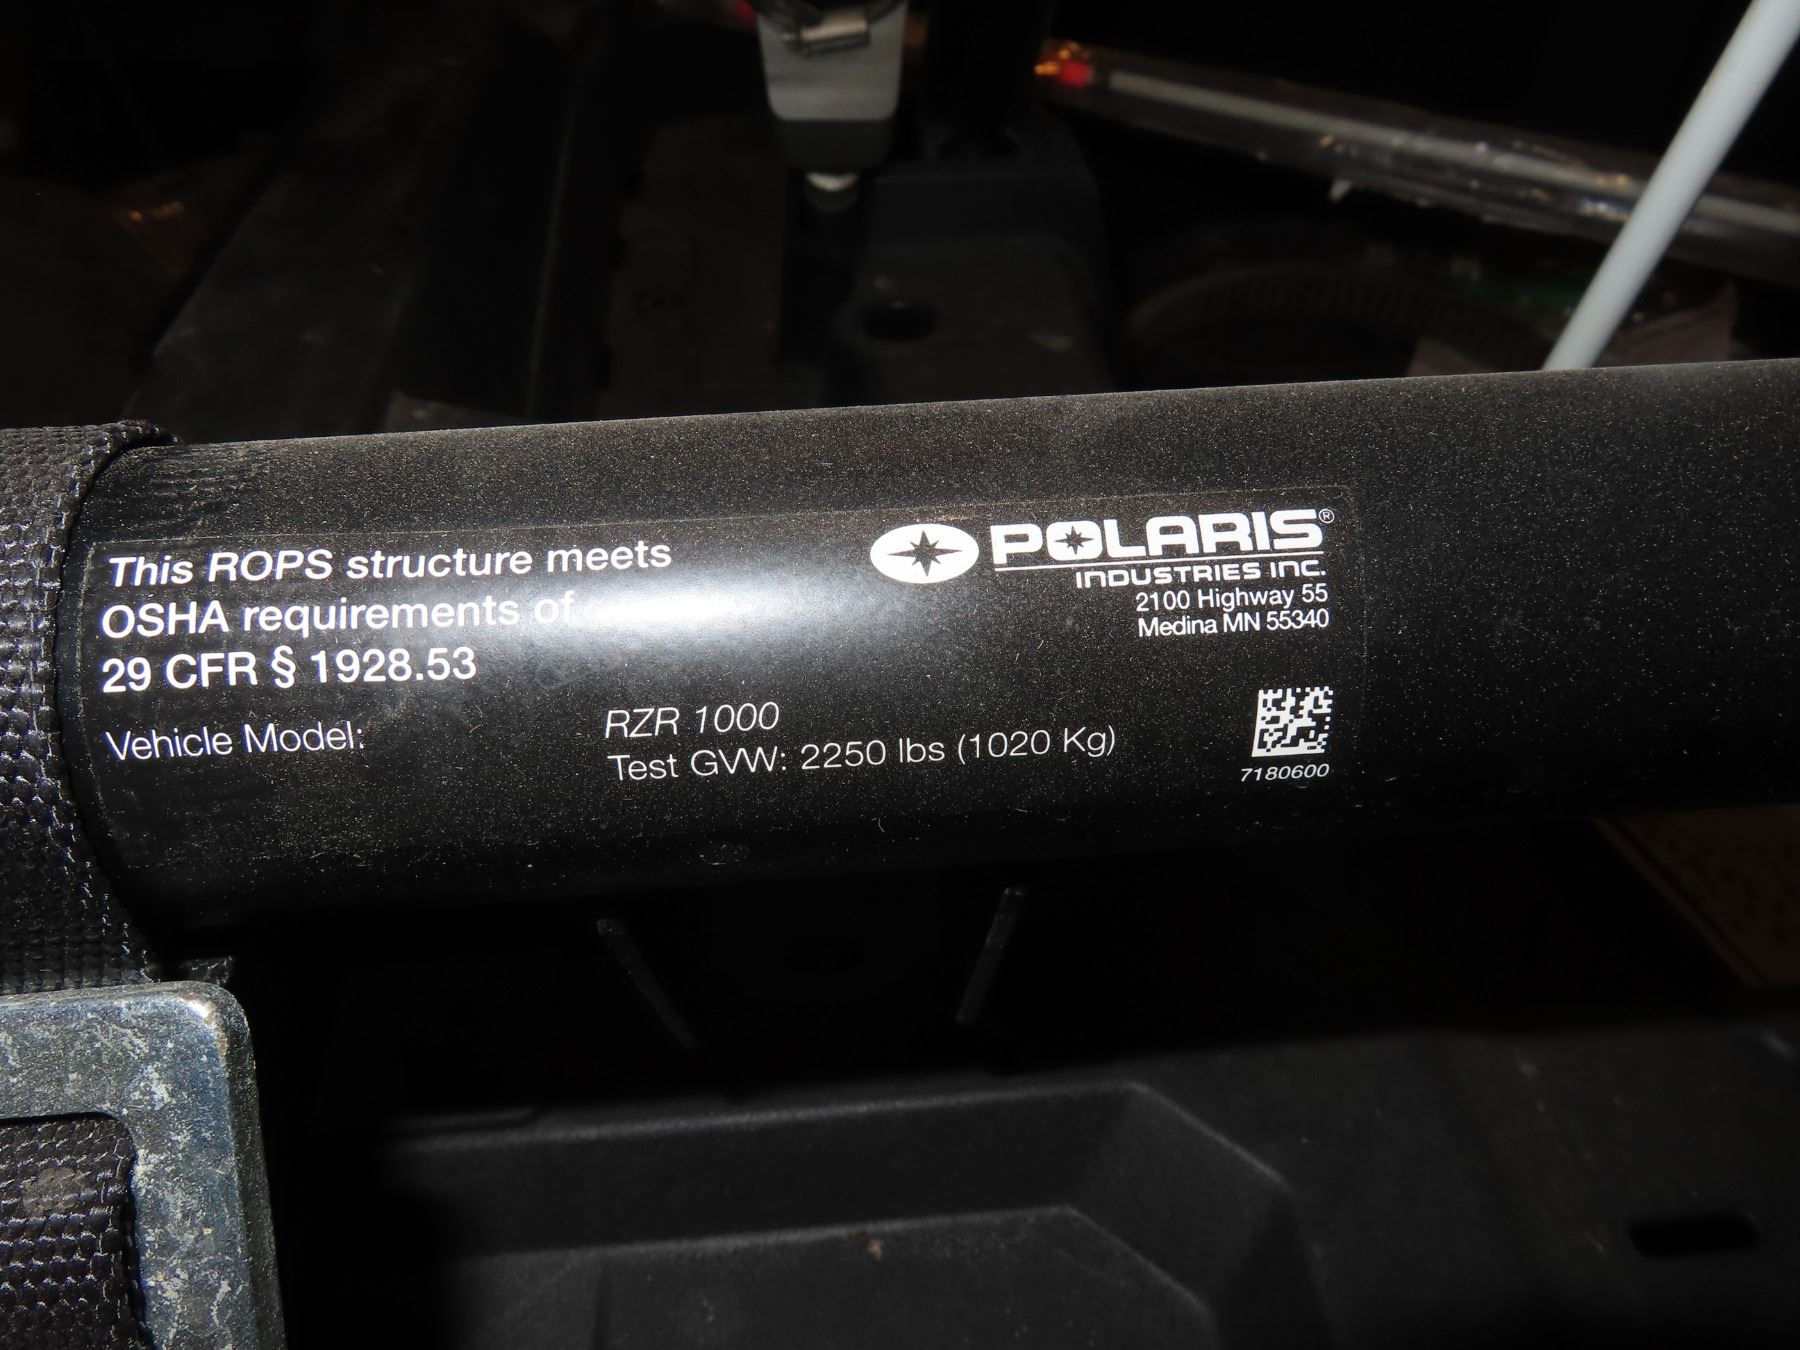 This ROPS structure meets
OSHA requirements of
29 CFR § 1928.53
Vehicle Model:
RZR 1000
Test GVW: 2250 lbs (1020 Kg)
POLARIS®
INDUSTRIES INC.
2100 Highway 55
Medina MN 55340
7180600